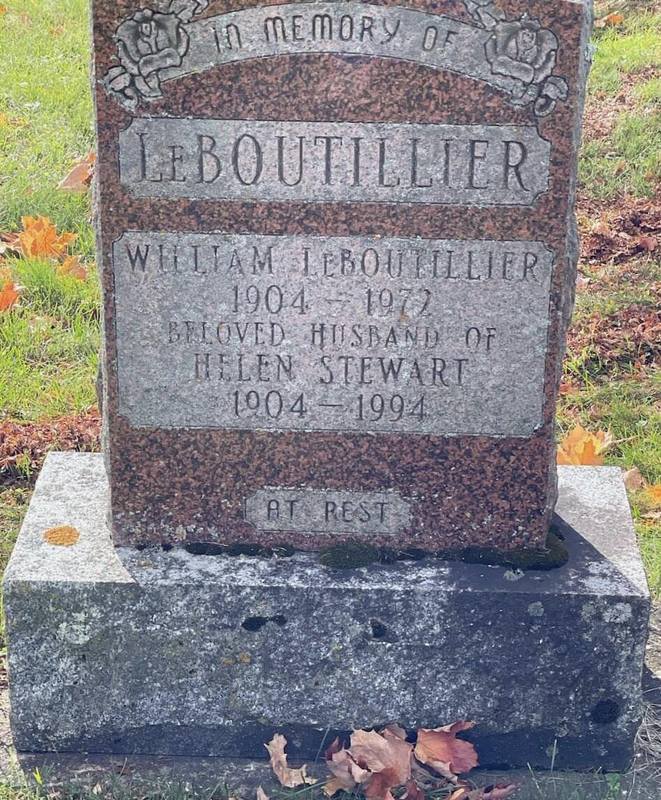 IN MEMORY OF
LeBOUTILLIER
WILLIAM LeBOUTILLIER
1904 – 1972
BELOVED HUSBAND OF
HELEN STEWART
1904 – 1994
AT REST